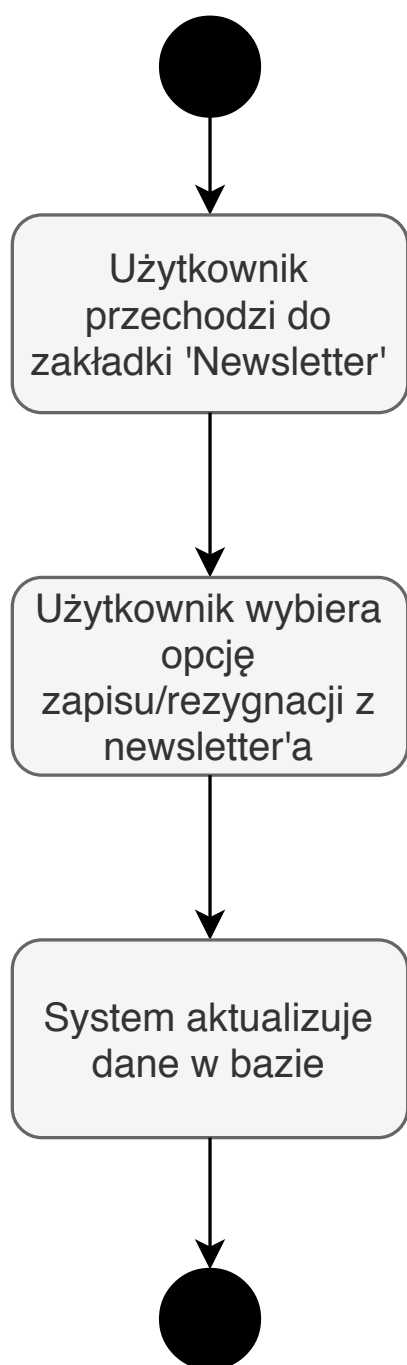 Użytkownik
przechodzi do
zakładki 'Newsletter'
Użytkownik wybiera
opcję
zapisu/rezygnacji z
newsletter'a
System aktualizuje
dane w bazie